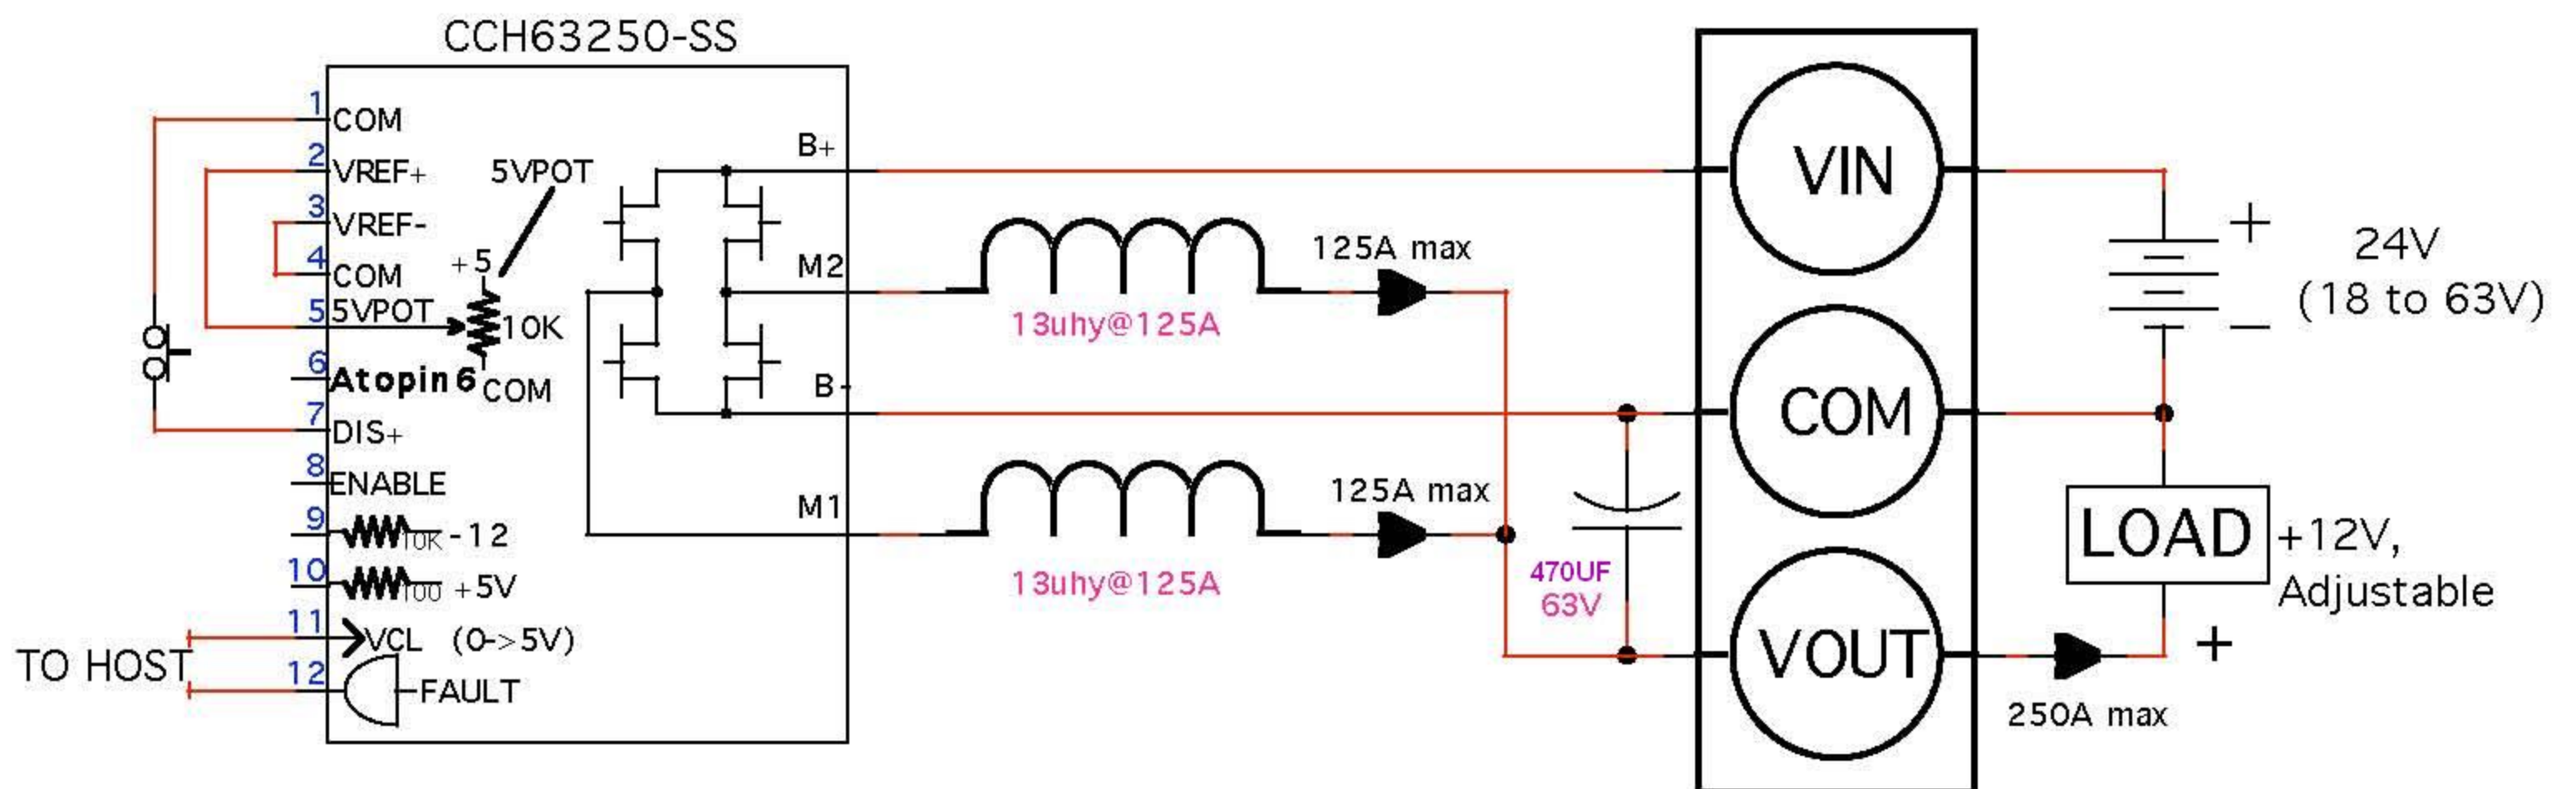 CCH63250-SS
1
COM
2
VREF+
3
VREF-
4
COM
5
5VPOT
6
Atopin6
7
DIS+
8
ENABLE
9
10K -12
10
100 +5V
11
VCL (0->5V)
12
FAULT
TO HOST
5VPOT
+5
10K
COM
B+
M2
B-
M1
125A max
13uhy@125A
125A max
13uhy@125A
470UF
63V
VIN
COM
VOUT
+
24V
(18 to 63V)
–
LOAD
+12V,
Adjustable
+
250A max